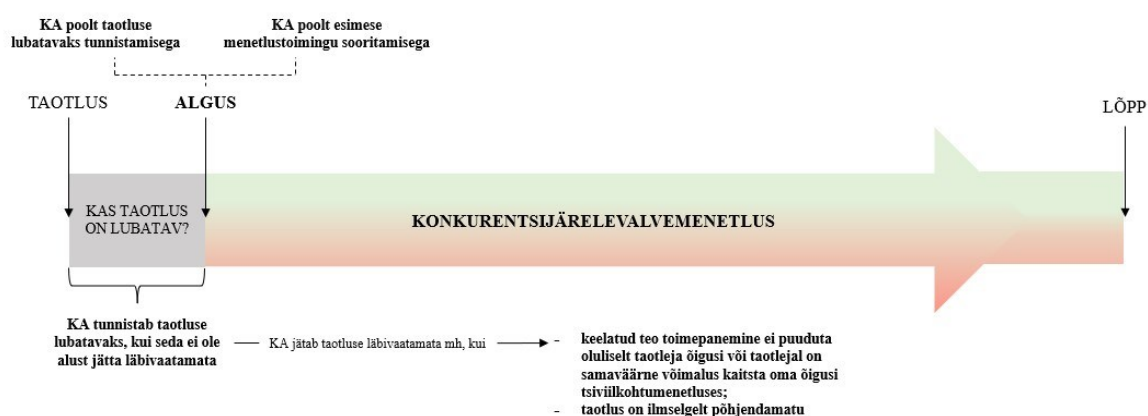 KA poolt taotluse
lubatavaks tunnistamisega
KA poolt esimese
menetlustoimingu sooritamisega
TAOTLUS
ALGUS
LÕPP
KAS TAOTLUS
ON LUBATAV?
KONKURENTSIJÄRELEVALVEMENETLUS
KA tunnistab taotluse
lubatavaks, kui seda ei ole
alust jätta läbivaatamata
KA jätab taotluse läbivaatamata mh, kui
- keelatud teo toimepanemine ei puuduta
oluliselt taotleja õigusi või taotlejal on
samaväärne võimalus kaitsta oma õigusi
tsiviilkohtumenetluses;
- taotlus on ilmselgelt põhjendamatu